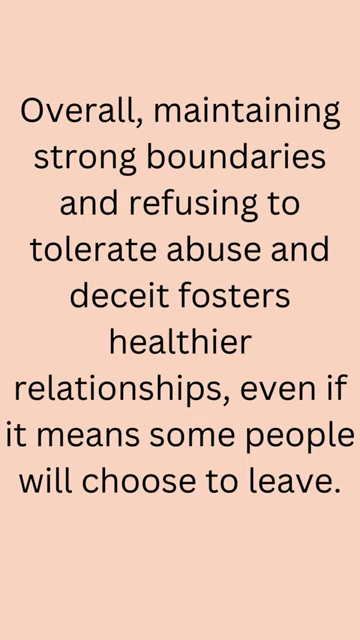 Overall, maintaining
strong boundaries
and refusing to
tolerate abuse and
deceit fosters
healthier
relationships, even if
it means some people
will choose to leave.